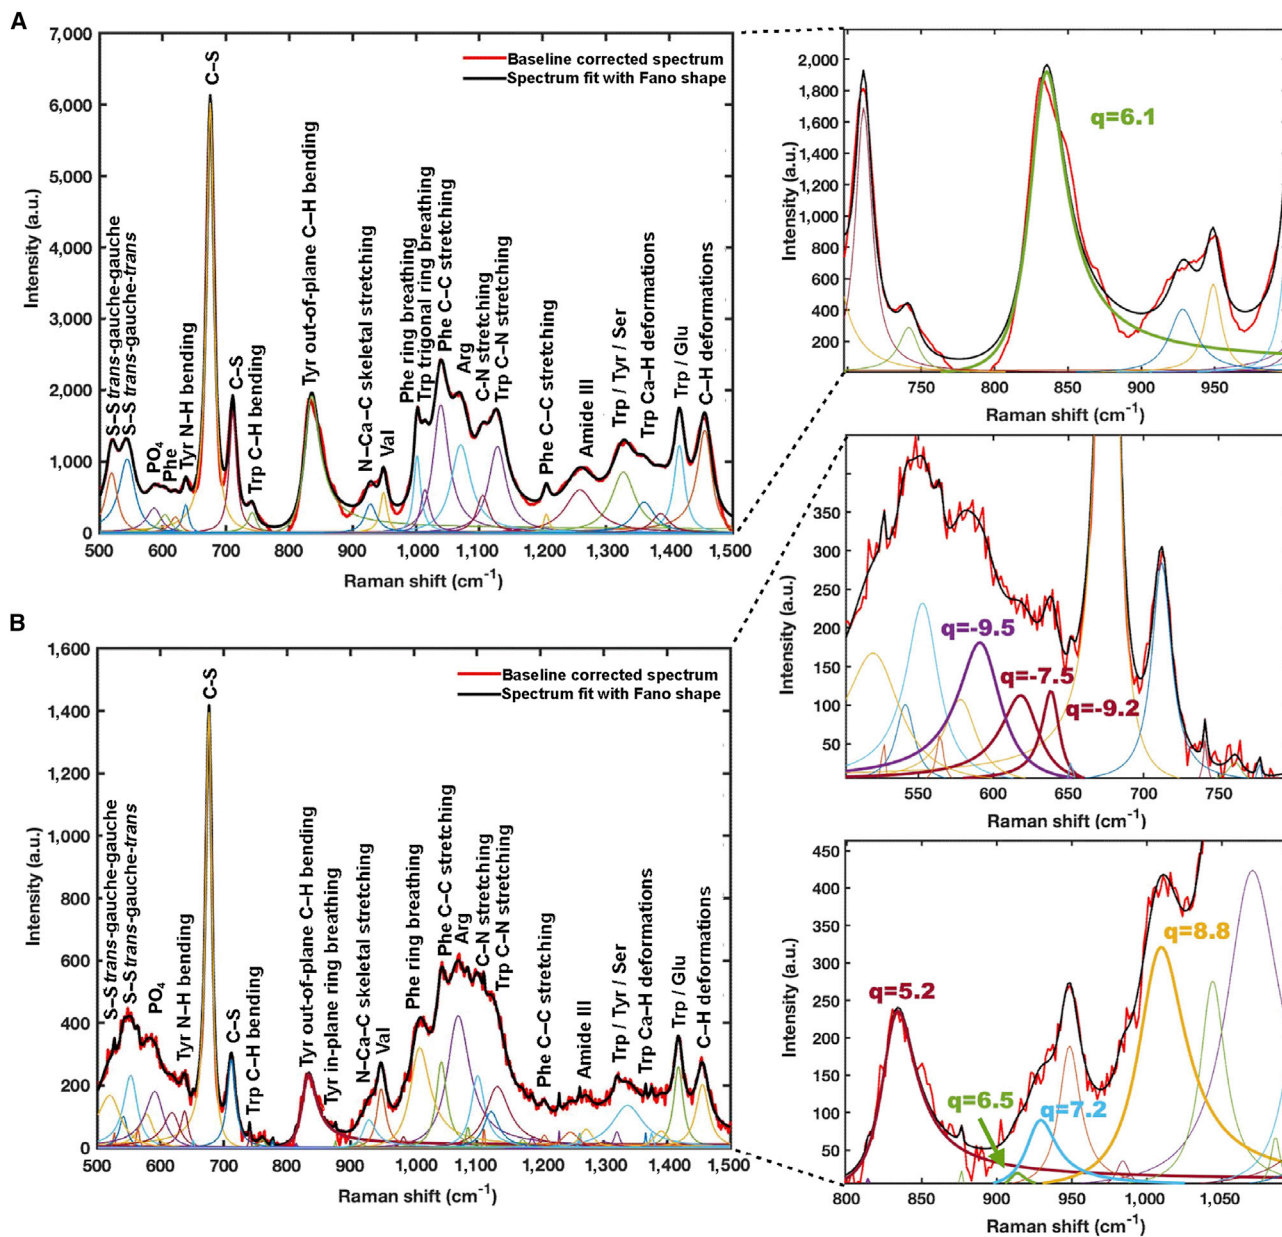 A
7,000
6,000
5,000
4,000
3,000
2,000
1,000
0
Intensity (a.u.)
Baseline corrected spectrum
Spectrum fit with Fano shape
S–S trans-gauche-gauche
S–S trans-gauche-trans
PO4
Phe
Tyr N–H bending
C–S
C–S
Trp C–H bending
Tyr out-of-plane C–H bending
N–Ca–C skeletal stretching
Val
Phe ring breathing
Trp trigonal ring breathing
Phe C–C stretching
Arg
C-N stretching
Trp C–N stretching
Phe C–C stretching
Amide III
Trp / Tyr / Ser
Trp Ca–H deformations
Trp / Glu
C–H deformations
500 600 700 800 900 1,000 1,100 1,200 1,300 1,400 1,500
Raman shift (cm-1)
2,000
1,800
1,600
1,400
1,200
1,000
800
600
400
200
Intensity (a.u.)
q=6.1
750 800 850 900 950
Raman shift (cm-1)
350
300
250
200
150
100
50
Intensity (a.u.)
q=-9.5
q=-7.5
q=-9.2
550 600 650 700 750
Raman shift (cm-1)
B
1,600
1,400
1,200
1,000
800
600
400
200
0
Intensity (a.u.)
Baseline corrected spectrum
Spectrum fit with Fano shape
S–S trans-gauche-gauche
S–S trans-gauche-trans
PO4
Tyr N–H bending
C-S
C–S
Trp C–H bending
Tyr out-of-plane C–H bending
Tyr in-plane ring breathing
N–Ca–C skeletal stretching
Val
Phe ring breathing
Phe C–C stretching
Arg
C–N stretching
Trp C–N stretching
Phe C–C stretching
Amide III
Trp / Tyr / Ser
Trp Ca–H deformations
Trp / Glu
C–H deformations
500 600 700 800 900 1,000 1,100 1,200 1,300 1,400 1,500
Raman shift (cm-1)
450
400
350
300
250
200
150
100
50
Intensity (a.u.)
q=5.2
q=6.5
q=7.2
q=8.8
800 850 900 950 1,000 1,050
Raman shift (cm-1)